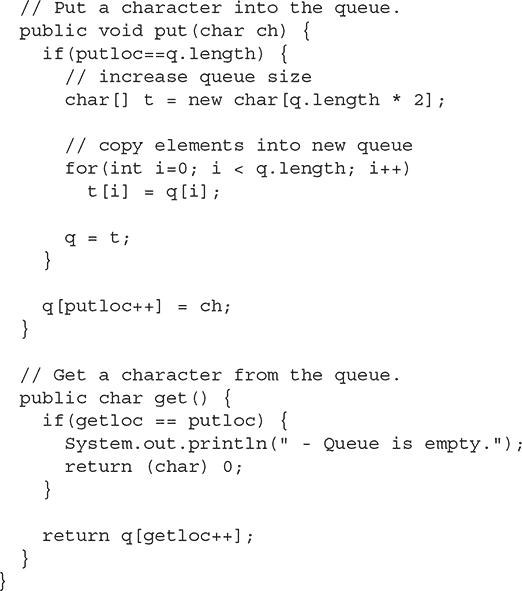 // Put a character into the queue.
  public void put(char ch) {
    if(putloc==q.length) {
      // increase queue size
      char[] t = new char[q.length * 2];

      // copy elements into new queue
      for(int i=0; i < q.length; i++)
        t[i] = q[i];

      q = t;
    }

    q[putloc++] = ch;
  }

  // Get a character from the queue.
  public char get() {
    if(getloc == putloc) {
      System.out.println(" - Queue is empty.");
      return (char) 0;
    }

    return q[getloc++];
  }
}